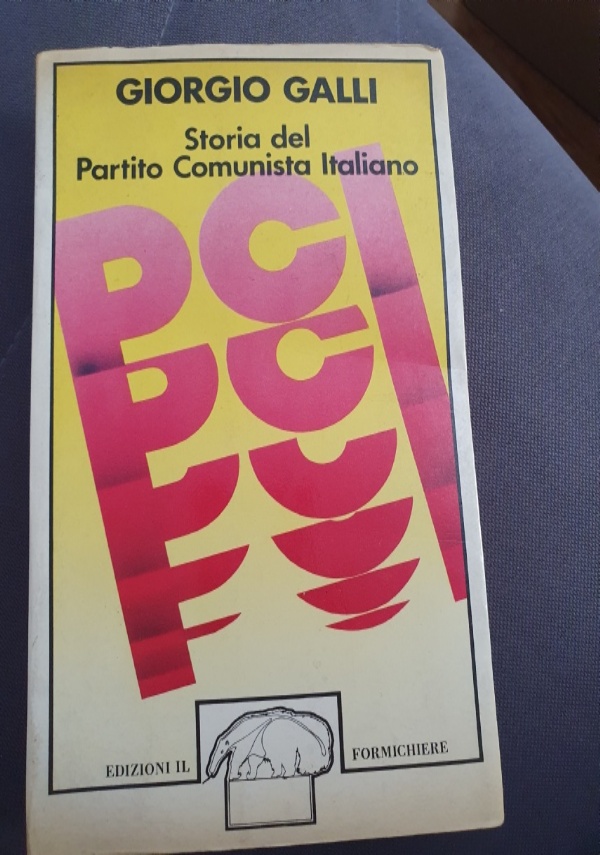 GIORGIO GALLI
Storia del
Partito Comunista Italiano
PCI
EDIZIONI IL FORMICHIERE